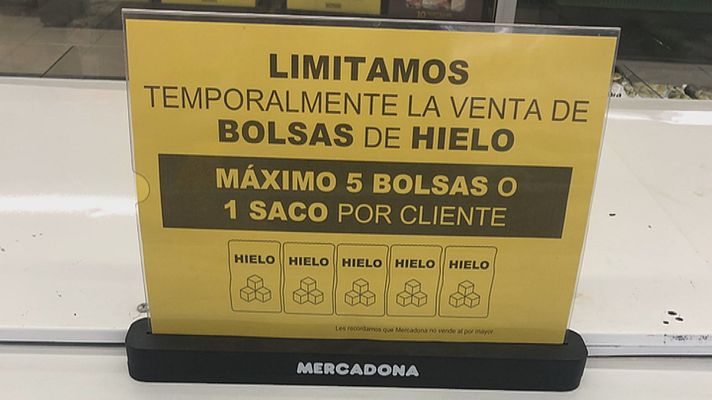 LIMITAMOS
TEMPORALMENTE LA VENTA DE
BOLSAS DE HIELO
MÁXIMO 5 BOLSAS O
1 SACO POR CLIENTE
HIELO HIELO HIELO HIELO HIELO
Les recordamos que Mercadona no vende al por mayor
MERCADONA